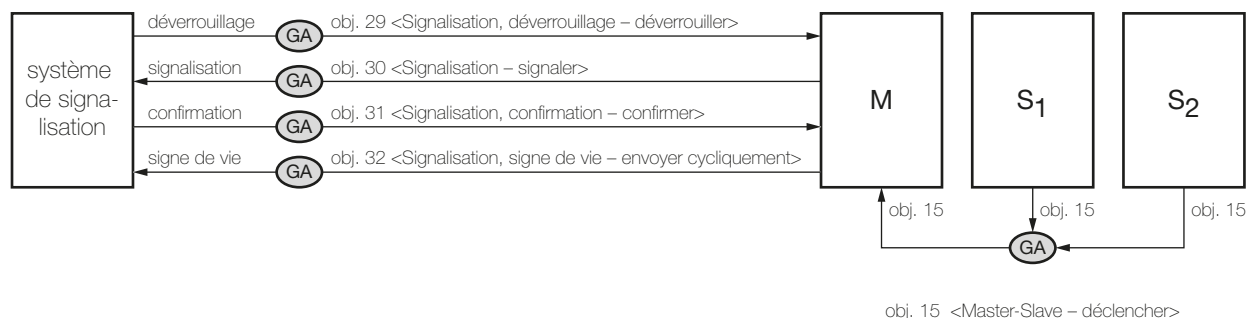 déverrouillage GA obj. 29 <Signalisation, déverrouillage – déverrouiller>
signalisation GA obj. 30 <Signalisation – signaler>
confirmation GA obj. 31 <Signalisation, confirmation – confirmer>
signe de vie GA obj. 32 <Signalisation, signe de vie – envoyer cycliquement>
système
de signa-
lisation
M S1 S2
obj. 15 obj. 15 obj. 15
GA
obj. 15 <Master-Slave – déclencher>